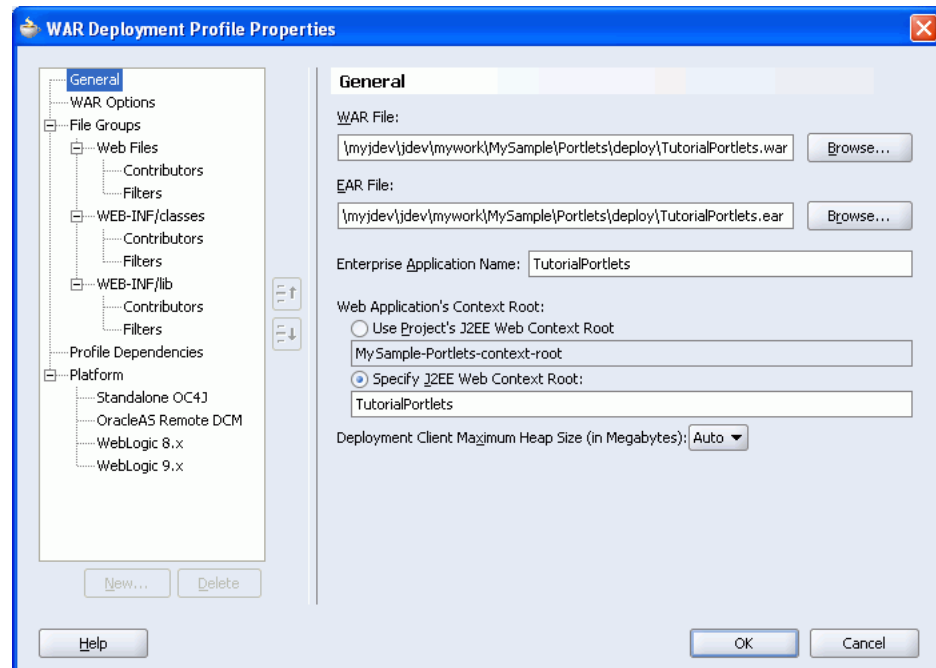 WAR Deployment Profile Properties
General
WAR Options
File Groups
Web Files
Contributors
Filters
WEB-INF/classes
Contributors
Filters
WEB-INF/lib
Contributors
Filters
Profile Dependencies
Platform
Standalone OC4J
OracleAS Remote DCM
WebLogic 8.x
WebLogic 9.x
New... Delete
General
WAR File:
\myjdev\jdev\mywork\MySample\Portlets\deploy\TutorialPortlets.war Browse...
EAR File:
\myjdev\jdev\mywork\MySample\Portlets\deploy\TutorialPortlets.ear Browse...
Enterprise Application Name: TutorialPortlets
Web Application's Context Root:
Use Project's J2EE Web Context Root
MySample-Portlets-context-root
Specify J2EE Web Context Root:
TutorialPortlets
Deployment Client Maximum Heap Size (in Megabytes): Auto
Help OK Cancel